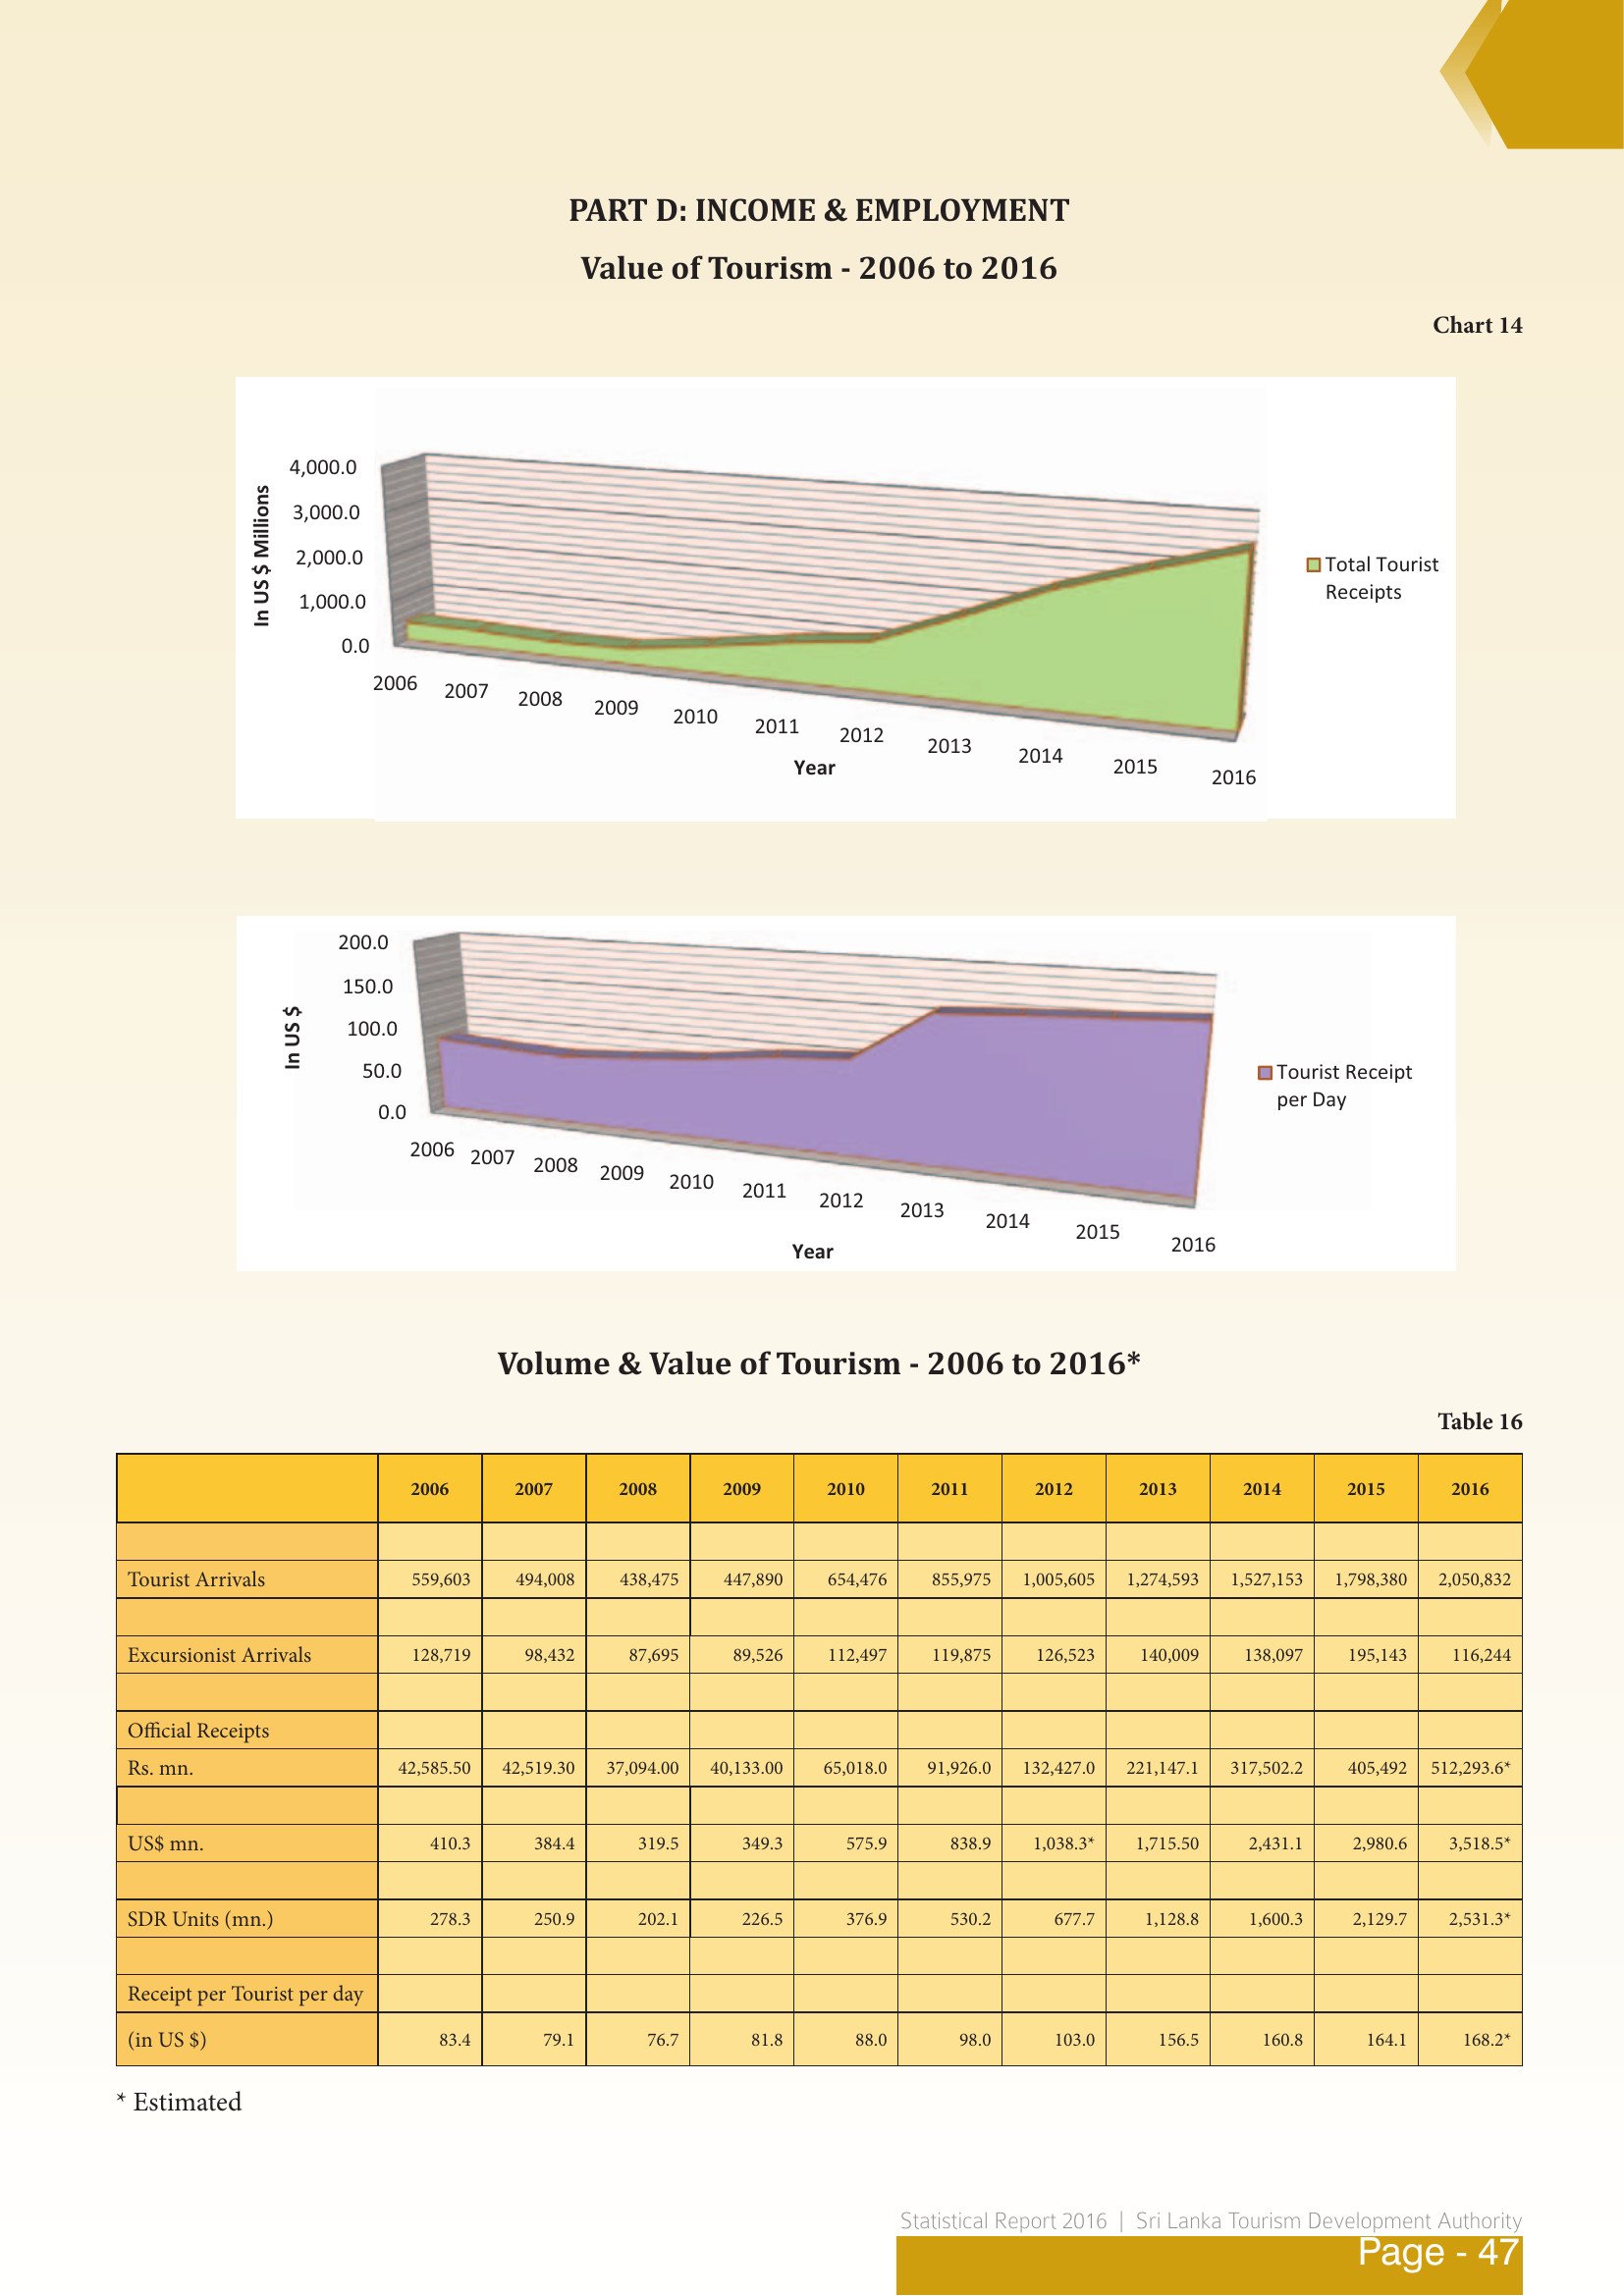 PART D: INCOME & EMPLOYMENT
Value of Tourism - 2006 to 2016
Chart 14
4,000.0
3,000.0
2,000.0
1,000.0
0.0
In US $ Millions
2006 2007 2008 2009 2010 2011 2012 2013 2014 2015 2016
Year
Total Tourist
Receipts
200.0
150.0
100.0
50.0
0.0
In US $
2006 2007 2008 2009 2010 2011 2012 2013 2014 2015 2016
Year
Tourist Receipt
per Day
Volume & Value of Tourism - 2006 to 2016*
Table 16
2006 2007 2008 2009 2010 2011 2012 2013 2014 2015 2016
Tourist Arrivals 559,603 494,008 438,475 447,890 654,476 855,975 1,005,605 1,274,593 1,527,153 1,798,380 2,050,832
Excursionist Arrivals 128,719 98,432 87,695 89,526 112,497 119,875 126,523 140,009 138,097 195,143 116,244
Official Receipts
Rs. mn. 42,585.50 42,519.30 37,094.00 40,133.00 65,018.0 91,926.0 132,427.0 221,147.1 317,502.2 405,492 512,293.6*
US$ mn. 410.3 384.4 319.5 349.3 575.9 838.9 1,038.3* 1,715.50 2,431.1 2,980.6 3,518.5*
SDR Units (mn.) 278.3 250.9 202.1 226.5 376.9 530.2 677.7 1,128.8 1,600.3 2,129.7 2,531.3*
Receipt per Tourist per day
(in US $) 83.4 79.1 76.7 81.8 88.0 98.0 103.0 156.5 160.8 164.1 168.2*
* Estimated
Statistical Report 2016 | Sri Lanka Tourism Development Authority
Page - 47